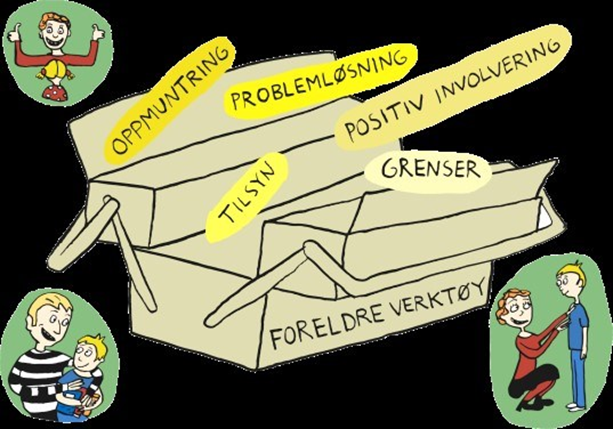 OPPMUNTRING
PROBLEMLØSNING
POSITIV INVOLVERING
TILSYN
GRENSER
FORELDRE VERKTØY